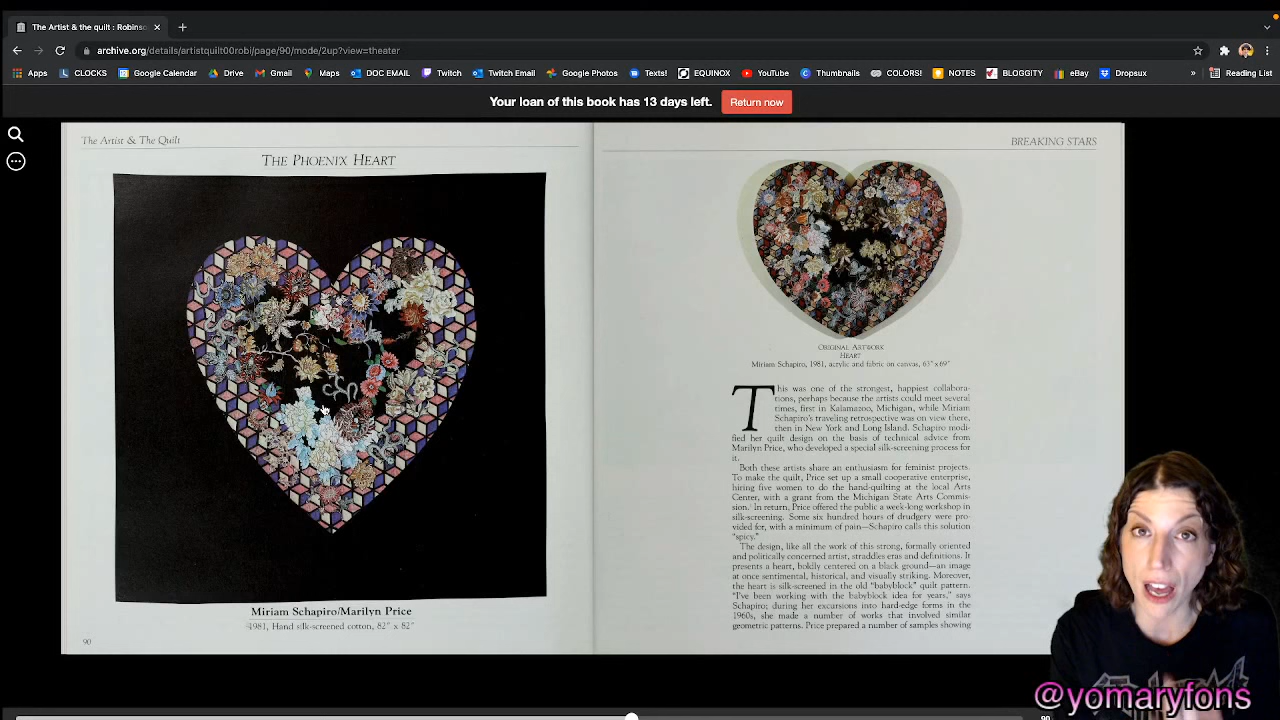 The Artist & the quilt : Robinso
archive.org/details/artistquilt00robi/page/90/mode/2up?view=theater
Apps CLOCKS Google Calendar Drive Gmail Maps DOC EMAIL Twitch Twitch Email Google Photos Texts! EQUINOX YouTube Thumbnails COLORS! NOTES BLOGGITY eBay Dropsux » Reading List
Your loan of this book has 13 days left. Return now
The Artist & The Quilt
THE PHOENIX HEART
Miriam Schapiro/Marilyn Price
1981, Hand silk-screened cotton, 82" x 82"
90
BREAKING STARS
ORIGINAL ARTWORK
HEART
Miriam Schapiro, 1981, acrylic and fabric on canvas, 63" x 69"
This was one of the strongest, happiest collabora-
tions, perhaps because the artists could meet several
times, first in Kalamazoo, Michigan, while Miriam
Schapiro's traveling retrospective was on view there,
then in New York and Long Island. Schapiro modi-
fied her quilt design on the basis of technical advice from
Marilyn Price, who developed a special silk-screening process for
it.
Both these artists share an enthusiasm for feminist projects.
To make the quilt, Price set up a small cooperative enterprise,
hiring five women to do the hand-quilting at the local Arts
Center, with a grant from the Michigan State Arts Commis-
sion. In return, Price offered the public a week-long workshop in
silk-screening. Some six hundred hours of drudgery were pro-
vided for, with a minimum of pain—Schapiro calls this solution
"spicy."
The design, like all the work of this strong, formally oriented
and politically concerned artist, straddles eras and definitions. It
presents a heart, boldly centered on a black ground—an image
at once sentimental, historical, and visually striking. Moreover,
the heart is silk-screened in the old "babyblock" quilt pattern.
"I've been working with the babyblock idea for years," says
Schapiro; during her excursions into hard-edge forms in the
1960s, she made a number of works that involved similar
geometric patterns. Price prepared a number of samples showing
@yomaryfons
90